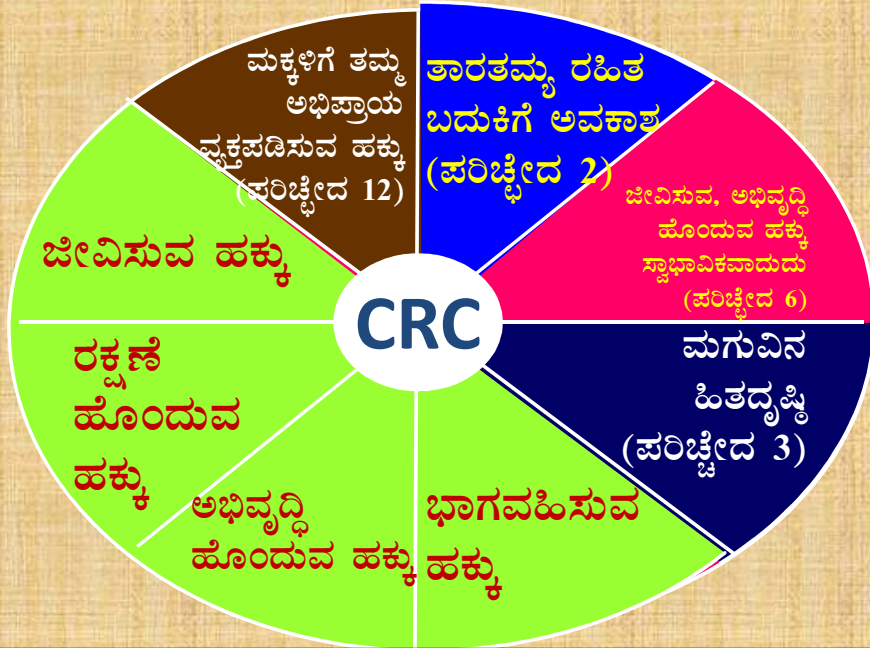 ಮಕ್ಕಳಿಗೆ ತಮ್ಮ
ಅಭಿಪ್ರಾಯ
ವ್ಯಕ್ತಪಡಿಸುವ ಹಕ್ಕು
(ಪರಿಚ್ಛೇದ 12)
ತಾರತಮ್ಯ ರಹಿತ
ಬದುಕಿಗೆ ಅವಕಾಶ
(ಪರಿಚ್ಛೇದ 2)
ಜೀವಿಸುವ, ಅಭಿವೃದ್ಧಿ
ಹೊಂದುವ ಹಕ್ಕು
ಸ್ವಾಭಾವಿಕವಾದುದು
(ಪರಿಚ್ಛೇದ 6)
ಮಗುವಿನ
ಹಿತದೃಷ್ಠಿ
(ಪರಿಚ್ಚೇದ 3)
ಭಾಗವಹಿಸುವ
ಹಕ್ಕು
ಅಭಿವೃದ್ಧಿ
ಹೊಂದುವ ಹಕ್ಕು
ರಕ್ಷಣೆ
ಹೊಂದುವ
ಹಕ್ಕು
ಜೀವಿಸುವ ಹಕ್ಕು
CRC